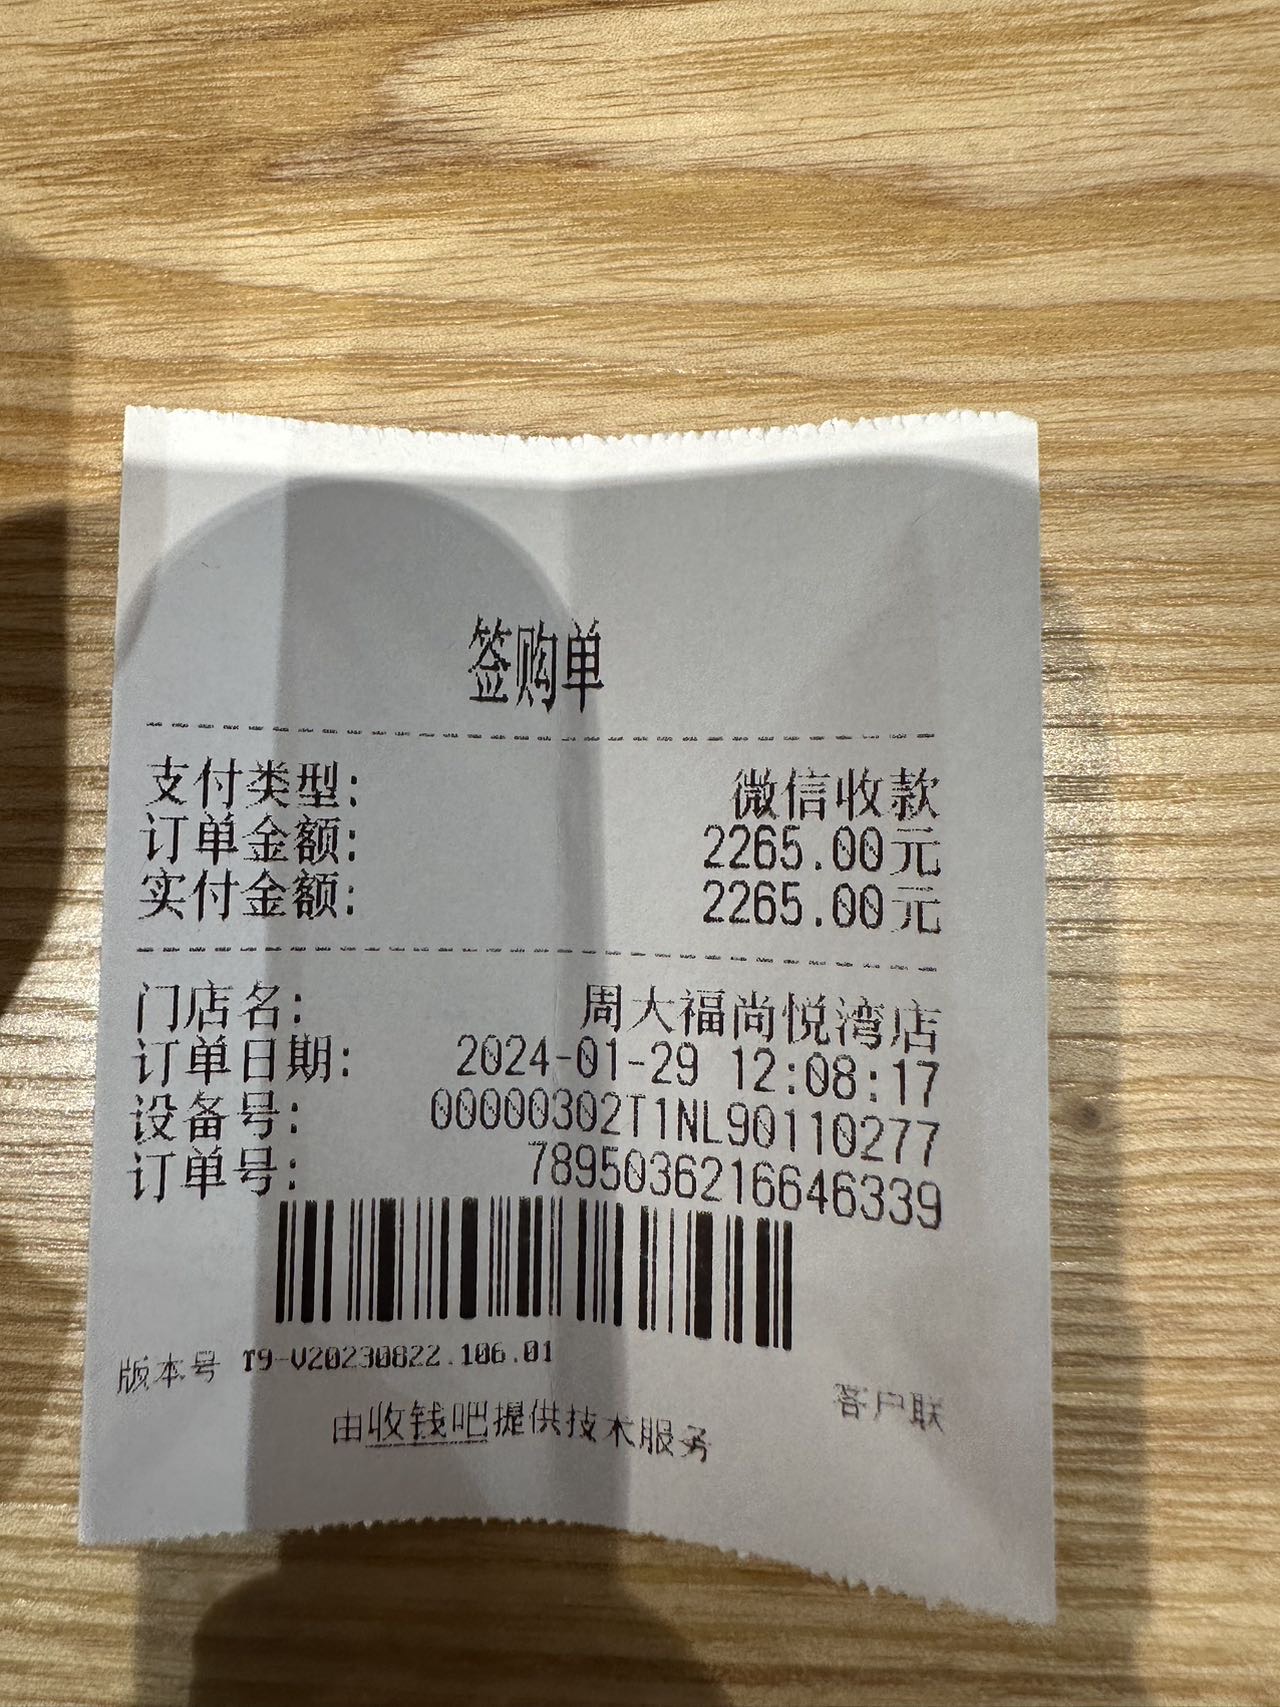 签购单
支付类型: 微信收款
订单金额: 2265.00元
实付金额: 2265.00元
门店名: 周大福尚悦湾店
订单日期: 2024-01-29 12:08:17
设备号: 00000302T1NL90110277
订单号: 7895036216646339
版本号 T9-V20230822.106.01
客户联
由收钱吧提供技术服务